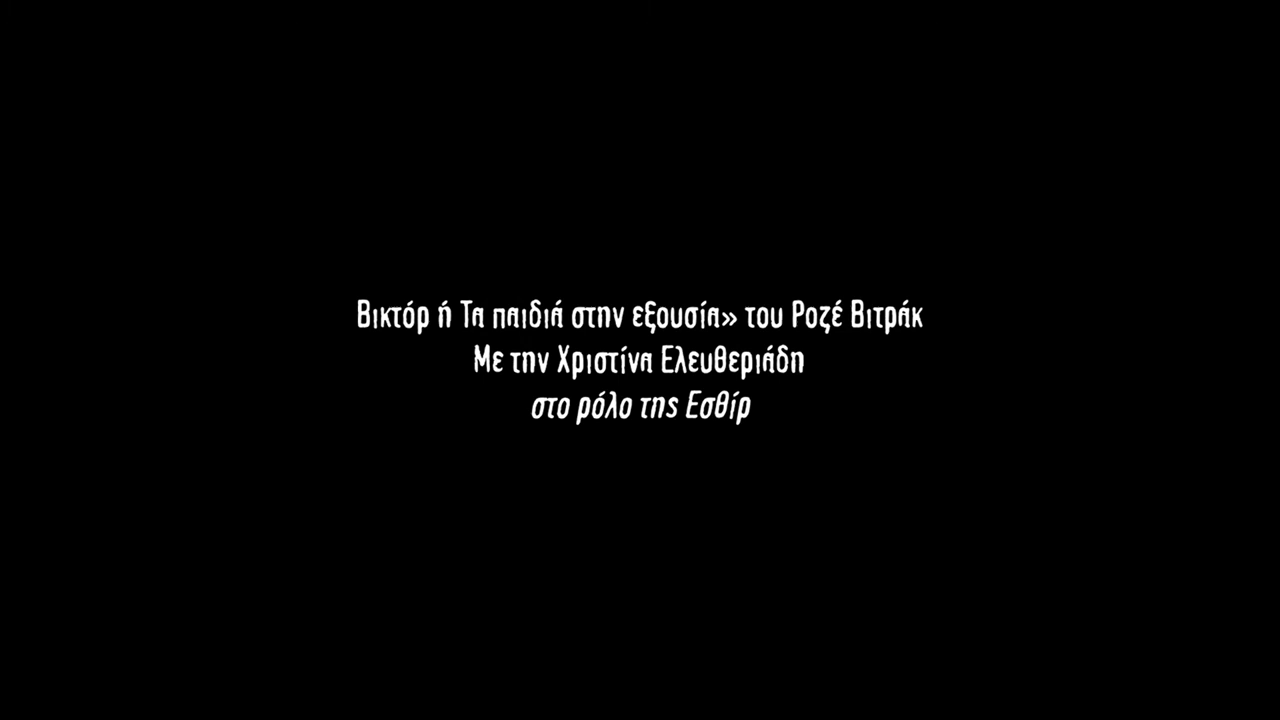 Βικτόρ ή Τα παιδιά στην εξουσία» του Ροζέ Βιτράκ
Με την Χριστίνα Ελευθεριάδη
στο ρόλο της Εσθίρ